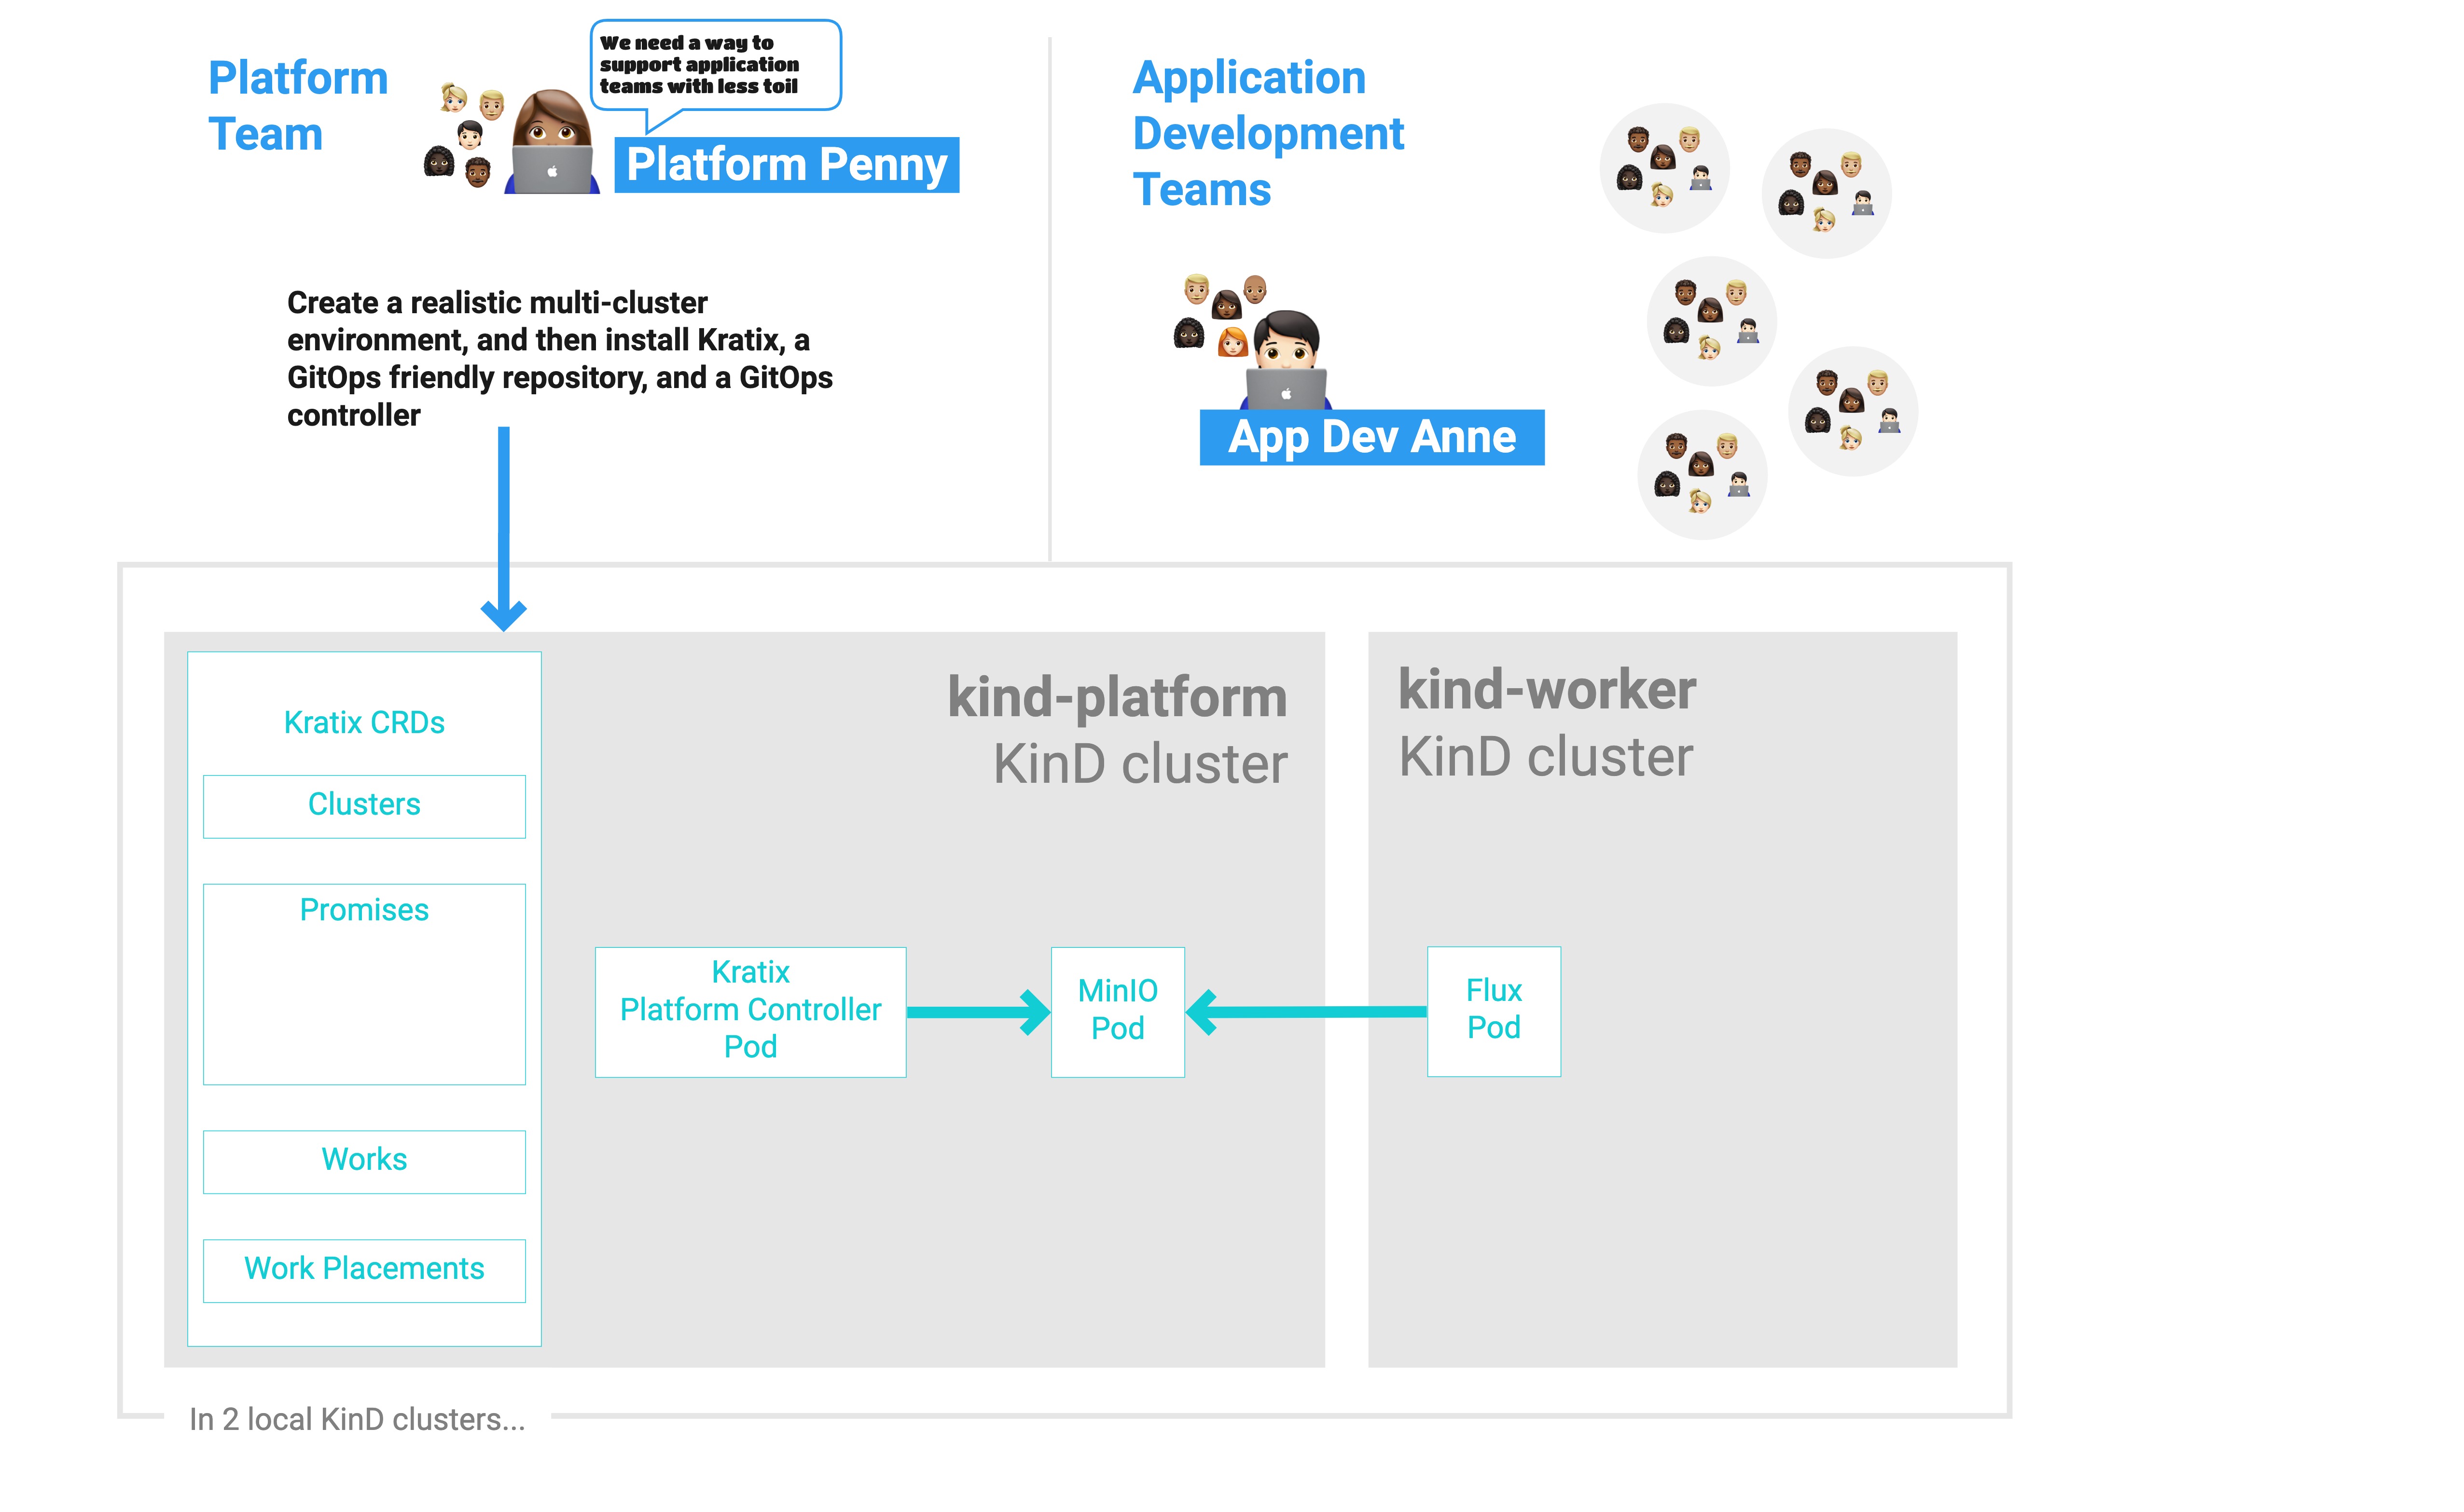 Platform
Team
We need a way to
support application
teams with less toil
Platform Penny
Application
Development
Teams
App Dev Anne
Create a realistic multi-cluster
environment, and then install Kratix, a
GitOps friendly repository, and a GitOps
controller
kind-platform
KinD cluster
kind-worker
KinD cluster
Kratix CRDs
Clusters
Promises
Works
Work Placements
Kratix
Platform Controller
Pod
MinIO
Pod
Flux
Pod
In 2 local KinD clusters...